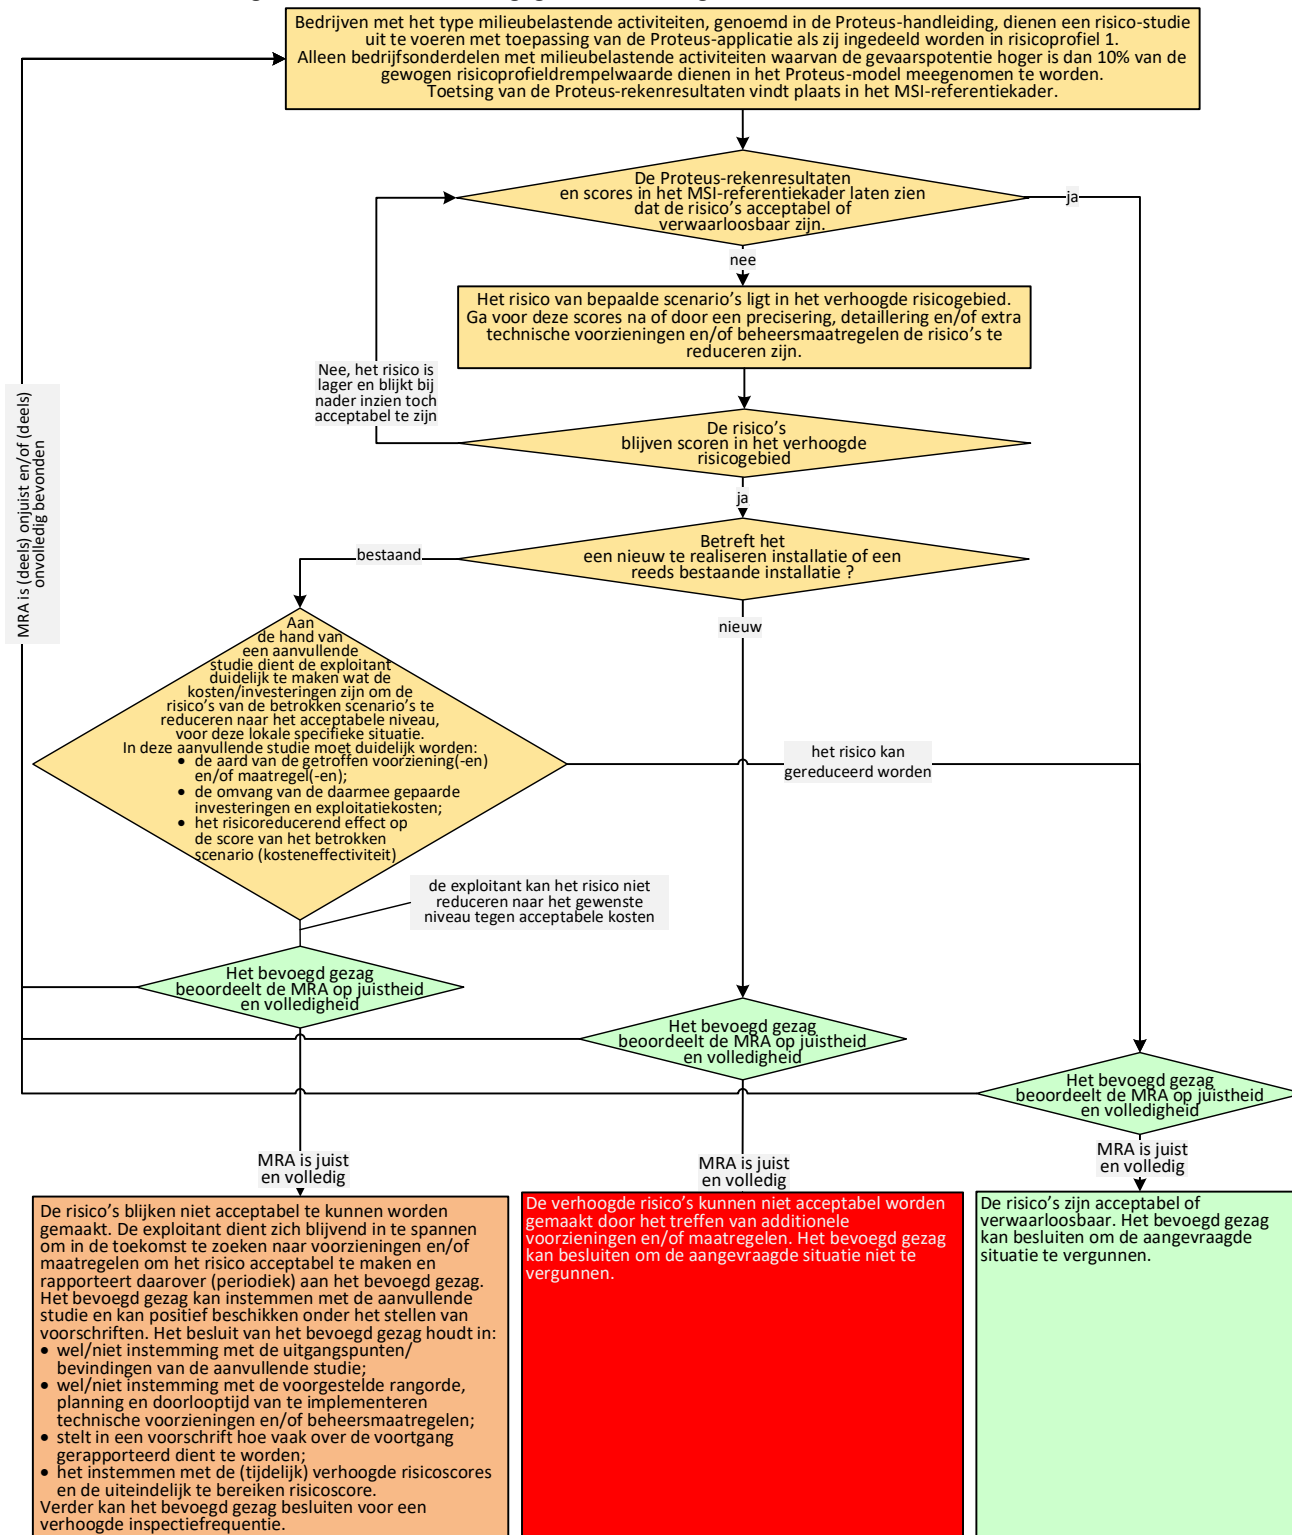 Bedrijven met het type milieubelastende activiteiten, genoemd in de Proteus-handleiding, dienen een risico-studie
uit te voeren met toepassing van de Proteus-applicatie als zij ingedeeld worden in risicoprofiel 1.
Alleen bedrijfsonderdelen met milieubelastende activiteiten waarvan de gevaarspotentie hoger is dan 10% van de
gewogen risicoprofieldrempelwaarde dienen in het Proteus-model meegenomen te worden.
Toetsing van de Proteus-rekenresultaten vindt plaats in het MSI-referentiekader.
De Proteus-rekenresultaten
en scores in het MSI-referentiekader laten zien
dat de risico’s acceptabel of
verwaarloosbaar zijn.
ja
nee
Het risico van bepaalde scenario’s ligt in het verhoogde risicogebied.
Ga voor deze scores na of door een precisering, detaillering en/of extra
technische voorzieningen en/of beheersmaatregelen de risico’s te
reduceren zijn.
Nee, het risico is
lager en blijkt bij
nader inzien toch
acceptabel te zijn
MRA is (deels) onjuist en/of (deels)
onvolledig bevonden
De risico’s
blijven scoren in het verhoogde
risicogebied
ja
Betreft het
een nieuw te realiseren installatie of een
reeds bestaande installatie ?
bestaand
nieuw
Aan
de hand van
een aanvullende
studie dient de exploitant
duidelijk te maken wat de
kosten/investeringen zijn om de
risico’s van de betrokken scenario’s te
reduceren naar het acceptabele niveau,
voor deze lokale specifieke situatie.
In deze aanvullende studie moet duidelijk worden:
• de aard van de getroffen voorziening(-en)
en/of maatregel(-en);
• de omvang van de daarmee gepaarde
investeringen en exploitatiekosten;
• het risicoreducerend effect op
de score van het betrokken
scenario (kosteneffectiviteit)
het risico kan
gereduceerd worden
de exploitant kan het risico niet
reduceren naar het gewenste
niveau tegen acceptabele kosten
Het bevoegd gezag
beoordeelt de MRA op juistheid
en volledigheid
Het bevoegd gezag
beoordeelt de MRA op juistheid
en volledigheid
Het bevoegd gezag
beoordeelt de MRA op juistheid
en volledigheid
MRA is juist
en volledig
MRA is juist
en volledig
MRA is juist
en volledig
De risico’s blijken niet acceptabel te kunnen worden
gemaakt. De exploitant dient zich blijvend in te spannen
om in de toekomst te zoeken naar voorzieningen en/of
maatregelen om het risico acceptabel te maken en
rapporteert daarover (periodiek) aan het bevoegd gezag.
Het bevoegd gezag kan instemmen met de aanvullende
studie en kan positief beschikken onder het stellen van
voorschriften. Het besluit van het bevoegd gezag houdt in:
• wel/niet instemming met de uitgangspunten/
bevindingen van de aanvullende studie;
• wel/niet instemming met de voorgestelde rangorde,
planning en doorlooptijd van te implementeren
technische voorzieningen en/of beheersmaatregelen;
• stelt in een voorschrift hoe vaak over de voortgang
gerapporteerd dient te worden;
• het instemmen met de (tijdelijk) verhoogde risicoscores
en de uiteindelijk te bereiken risicoscore.
Verder kan het bevoegd gezag besluiten voor een
verhoogde inspectiefrequentie.
De verhoogde risico’s kunnen niet acceptabel worden
gemaakt door het treffen van additionele
voorzieningen en/of maatregelen. Het bevoegd gezag
kan besluiten om de aangevraagde situatie niet te
vergunnen.
De risico’s zijn acceptabel of
verwaarloosbaar. Het bevoegd gezag
kan besluiten om de aangevraagde
situatie te vergunnen.